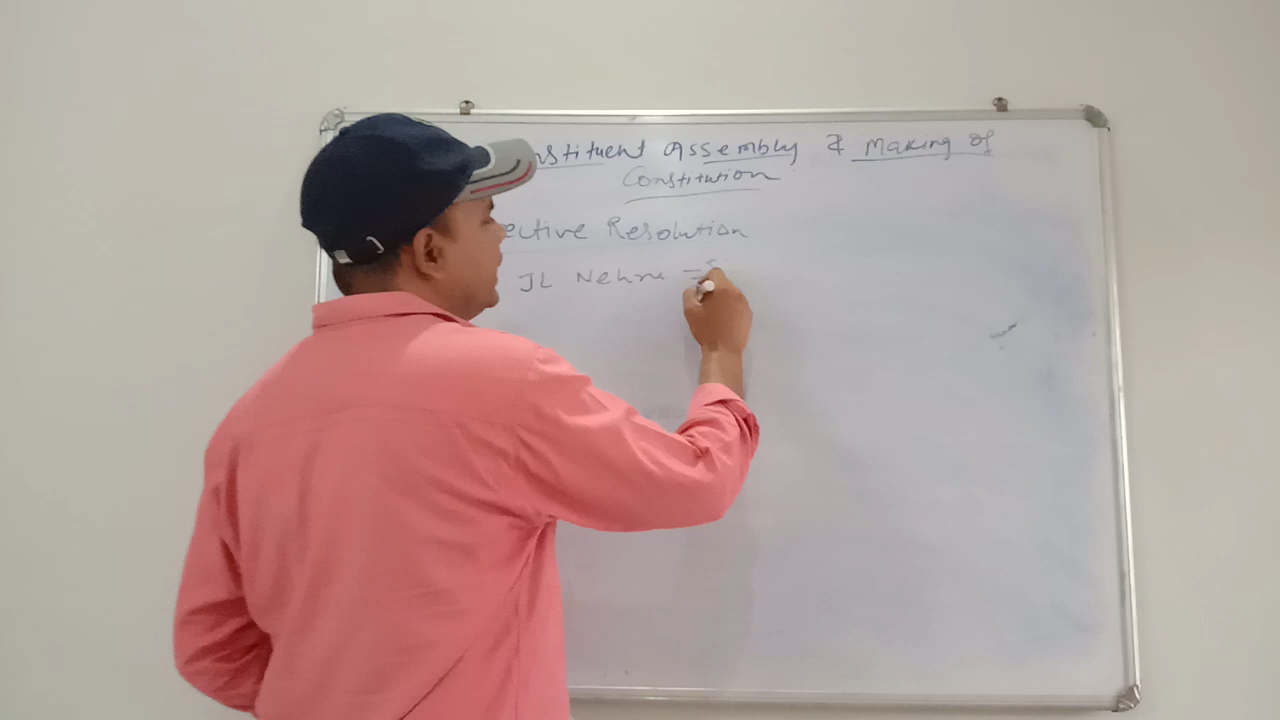 nstituent Assembly & Making of
Constitution
ective Resolution
JL Nehru –